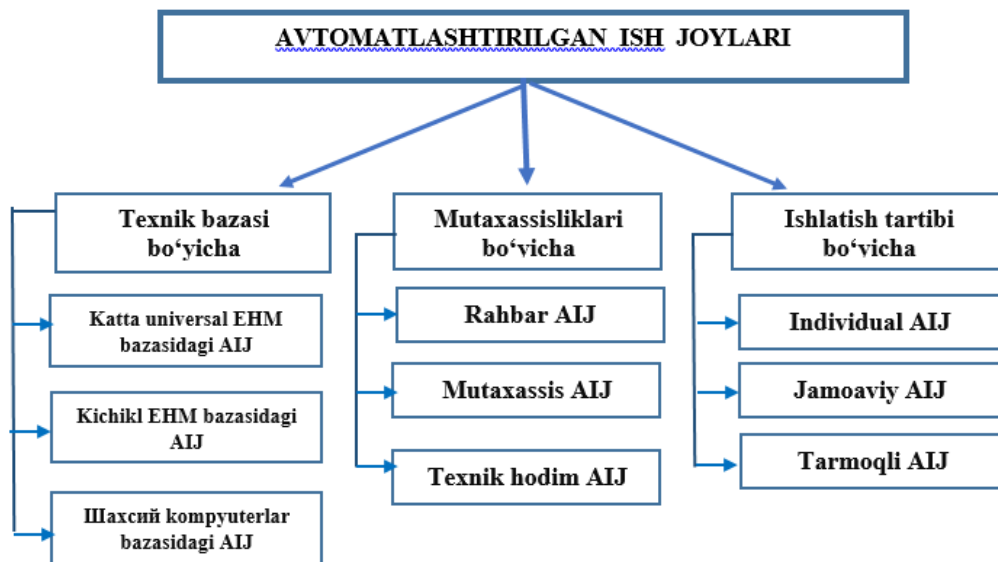 AVTOMATLASHTIRILGAN ISH JOYLARI
Texnik bazasi
bo‘yicha
Katta universal EHM
bazasidagi AIJ
Kichikl EHM bazasidagi
AIJ
Шахсий kompyuterlar
bazasidagi AIJ
Mutaxassisliklari
bo‘vicha
Rahbar AIJ
Mutaxassis AIJ
Texnik hodim AIJ
Ishlatish tartibi
bo‘vicha
Individual AIJ
Jamoaviy AIJ
Tarmoqli AIJ